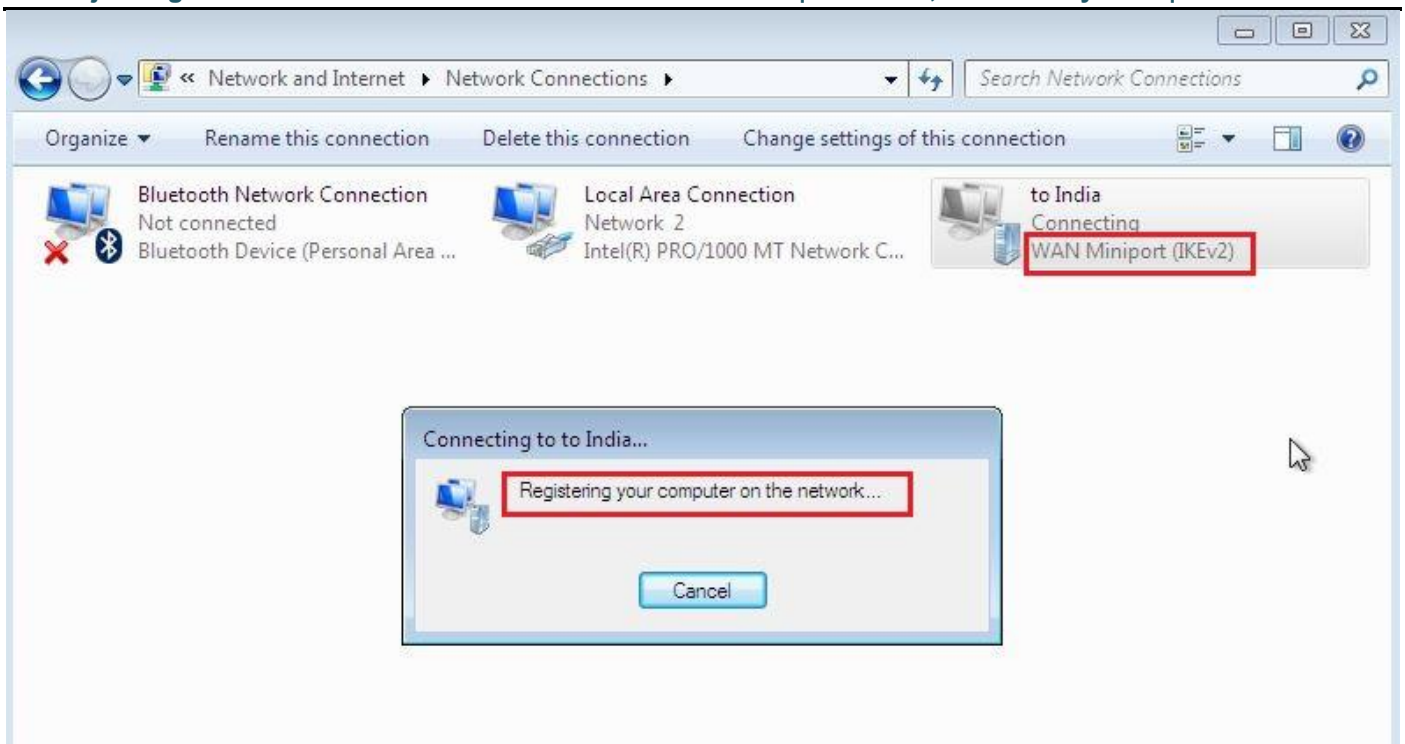 « Network and Internet ▸ Network Connections ▸
Search Network Connections
Organize ▾ Rename this connection Delete this connection Change settings of this connection
Bluetooth Network Connection
Not connected
Bluetooth Device (Personal Area ...
Local Area Connection
Network 2
Intel(R) PRO/1000 MT Network C...
to India
Connecting
WAN Miniport (IKEv2)
Connecting to to India...
Registering your computer on the network...
Cancel